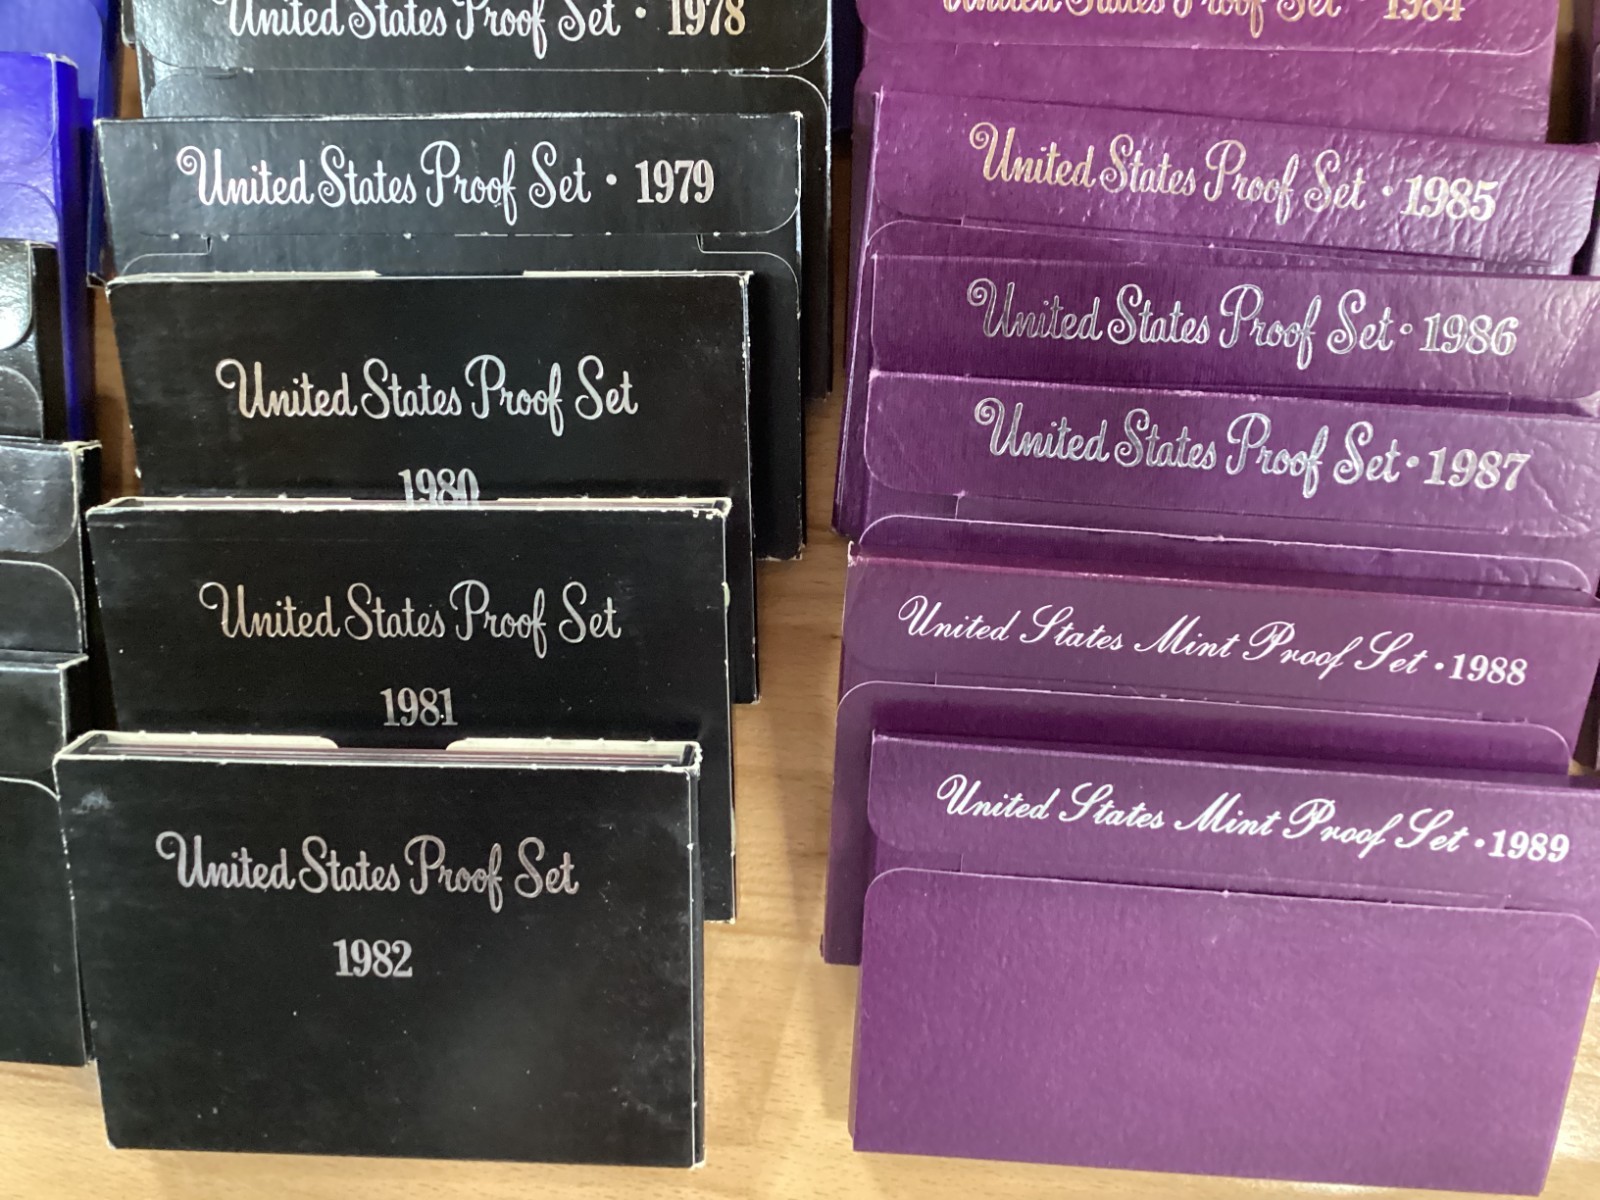 United States Proof Set • 1978
United States Proof Set • 1979
United States Proof Set
1980
United States Proof Set
1981
United States Proof Set
1982
United States Proof Set • 1984
United States Proof Set • 1985
United States Proof Set • 1986
United States Proof Set • 1987
United States Mint Proof Set • 1988
United States Mint Proof Set • 1989